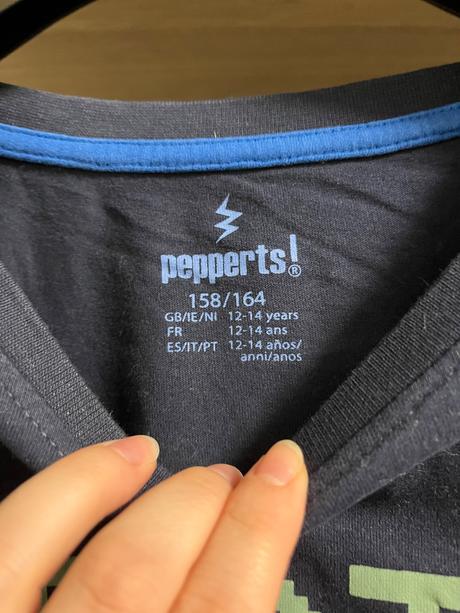 pepperts!®
158/164
GB/IE/NI 12-14 years
FR 12-14 ans
ES/IT/PT 12-14 años/
anni/anos